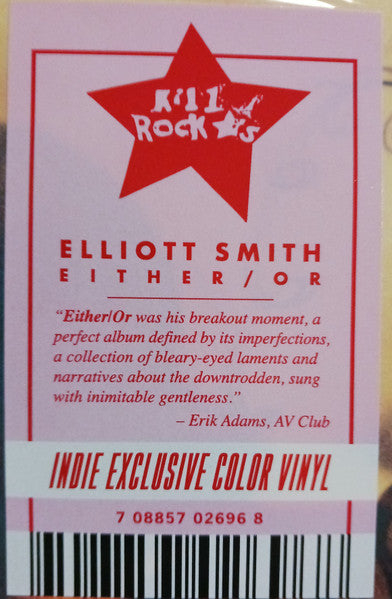 Kill
Rock ★s
ELLIOTT SMITH
EITHER/OR
“Either/Or was his breakout moment, a
perfect album defined by its imperfections,
a collection of bleary-eyed laments and
narratives about the downtrodden, sung
with inimitable gentleness.”
– Erik Adams, AV Club
INDIE EXCLUSIVE COLOR VINYL
7 08857 02696 8